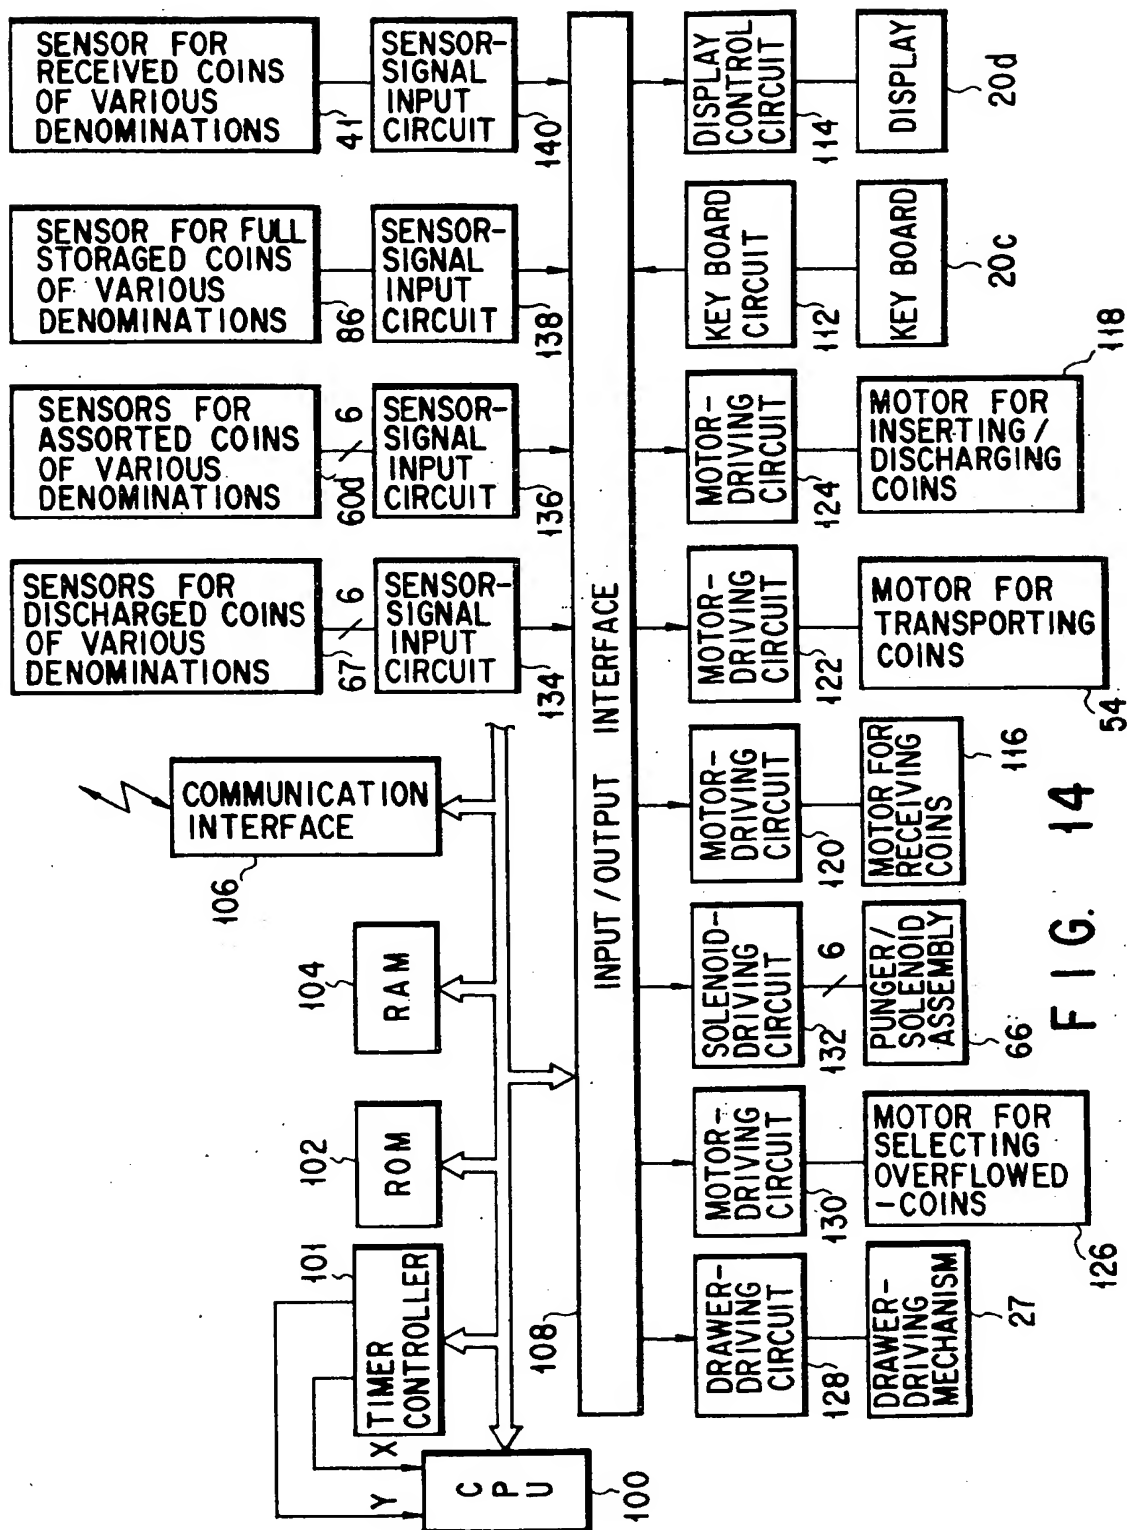 SENSOR FOR
RECEIVED COINS
OF VARIOUS
DENOMINATIONS
41
SENSOR-
SIGNAL
INPUT
CIRCUIT
140
SENSOR FOR FULL
STORAGED COINS
OF VARIOUS
DENOMINATIONS
86
SENSOR-
SIGNAL
INPUT
CIRCUIT
138
SENSORS FOR
ASSORTED COINS
OF VARIOUS
DENOMINATIONS
60d
6
SENSOR-
SIGNAL
INPUT
CIRCUIT
136
SENSORS FOR
DISCHARGED COINS
OF VARIOUS
DENOMINATIONS
67
6
SENSOR-
SIGNAL
INPUT
CIRCUIT
134
COMMUNICATION
INTERFACE
106
RAM
104
ROM
102
TIMER
CONTROLLER
101
X
Y
CPU
100
INPUT/OUTPUT INTERFACE
108
DISPLAY
CONTROL
CIRCUIT
114
DISPLAY
20d
KEY BOARD
CIRCUIT
112
KEY BOARD
20c
MOTOR-
DRIVING
CIRCUIT
124
MOTOR FOR
INSERTING/
DISCHARGING
COINS
118
MOTOR-
DRIVING
CIRCUIT
122
MOTOR FOR
TRANSPORTING
COINS
54
MOTOR-
DRIVING
CIRCUIT
120
MOTOR FOR
RECEIVING
COINS
116
SOLENOID-
DRIVING
CIRCUIT
132
6
PUNGER/
SOLENOID
ASSEMBLY
66
MOTOR-
DRIVING
CIRCUIT
130
MOTOR FOR
SELECTING
OVERFLOWED
-COINS
126
DRAWER-
DRIVING
CIRCUIT
128
DRAWER-
DRIVING
MECHANISM
27
FIG. 14